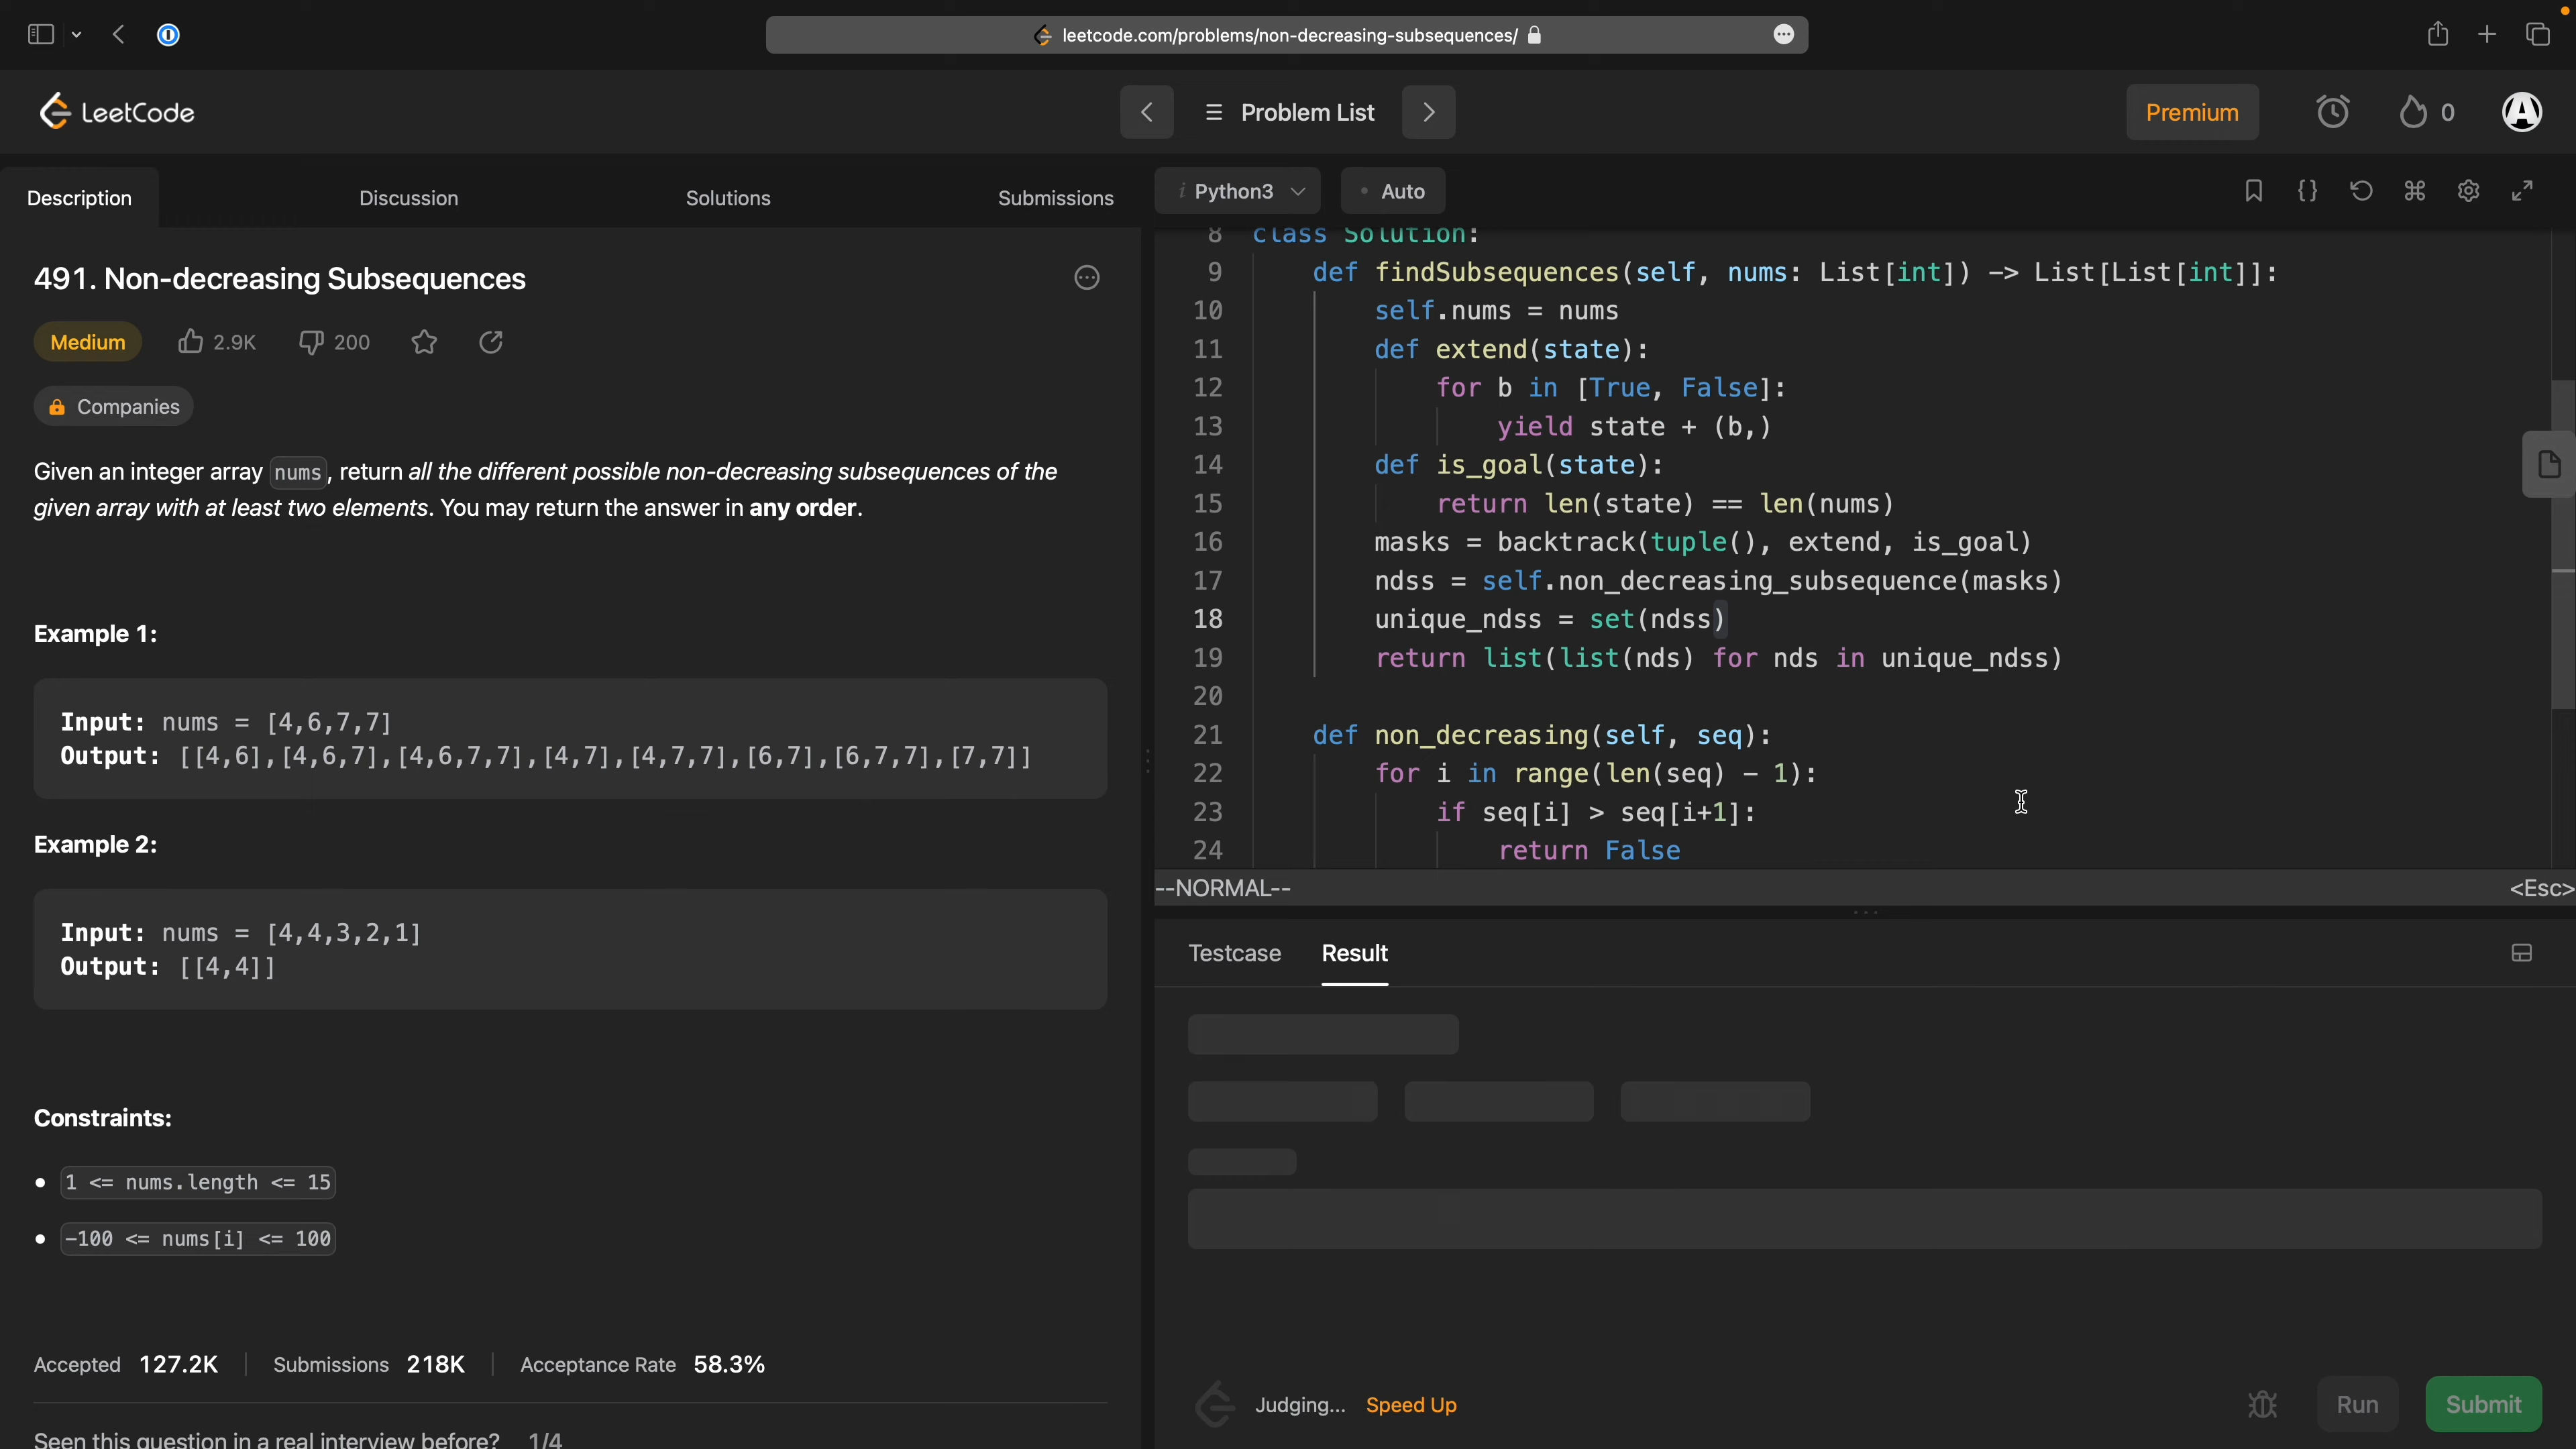 leetcode.com/problems/non-decreasing-subsequences/
LeetCode
Problem List
Premium
0
Description
Discussion
Solutions
Submissions
i Python3
Auto
491. Non-decreasing Subsequences
Medium
2.9K
200
Companies
Given an integer array nums, return all the different possible non-decreasing subsequences of the
given array with at least two elements. You may return the answer in any order.
Example 1:
Input: nums = [4,6,7,7]
Output: [[4,6],[4,6,7],[4,6,7,7],[4,7],[4,7,7],[6,7],[6,7,7],[7,7]]
Example 2:
Input: nums = [4,4,3,2,1]
Output: [[4,4]]
Constraints:
1 <= nums.length <= 15
-100 <= nums[i] <= 100
Accepted 127.2K
Submissions 218K
Acceptance Rate 58.3%
Seen this question in a real interview before? 1/4
8 class Solution:
9 def findSubsequences(self, nums: List[int]) -> List[List[int]]:
10 self.nums = nums
11 def extend(state):
12 for b in [True, False]:
13 yield state + (b,)
14 def is_goal(state):
15 return len(state) == len(nums)
16 masks = backtrack(tuple(), extend, is_goal)
17 ndss = self.non_decreasing_subsequence(masks)
18 unique_ndss = set(ndss)
19 return list(list(nds) for nds in unique_ndss)
20
21 def non_decreasing(self, seq):
22 for i in range(len(seq) - 1):
23 if seq[i] > seq[i+1]:
24 return False
--NORMAL--
<Esc>
Testcase
Result
Judging...
Speed Up
Run
Submit